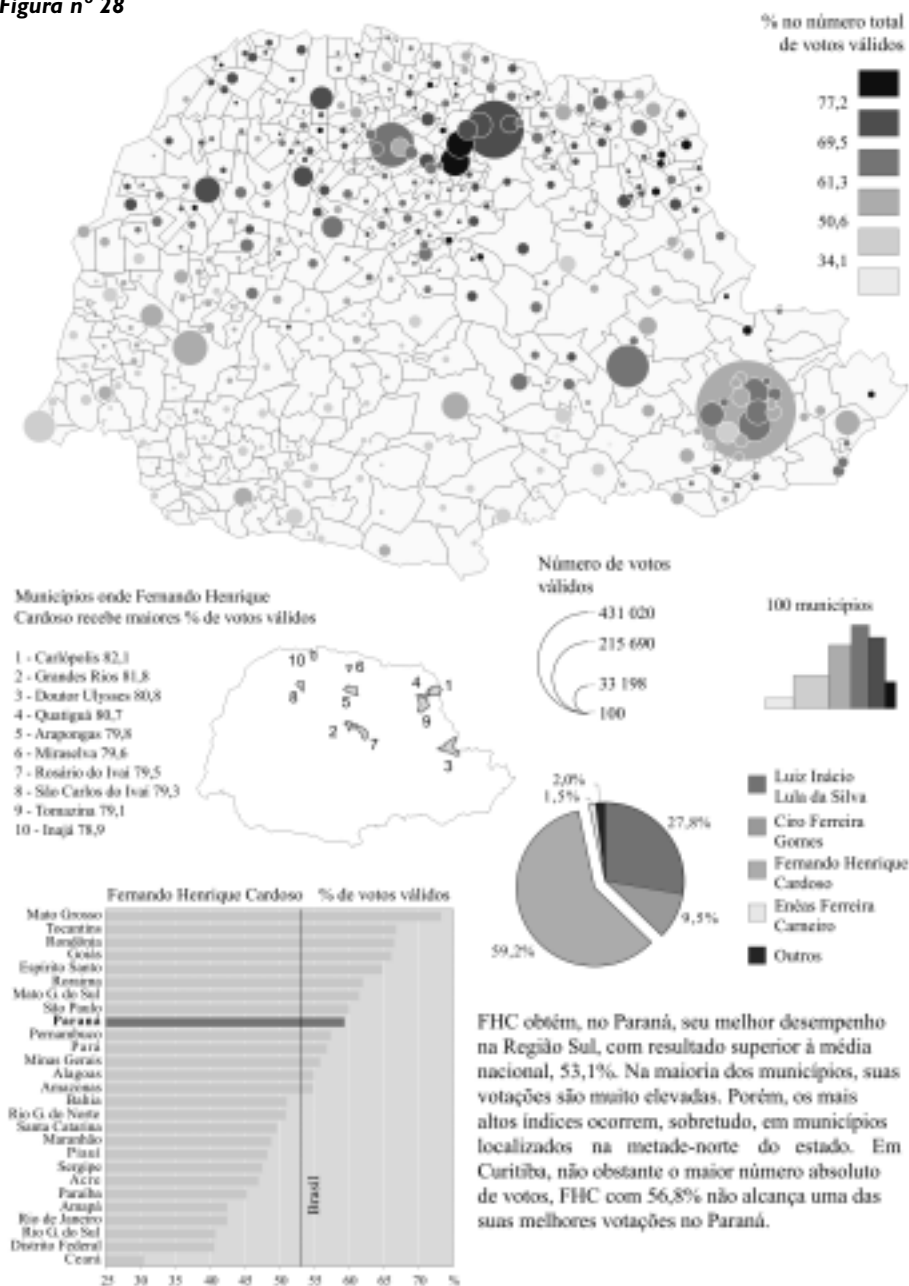 Figura nº 28
% no número total
de votos válidos
77,2
69,5
61,3
50,6
34,1
Municípios onde Fernando Henrique
Cardoso recebe maiores % de votos válidos
1 - Carlópolis 82,1
2 - Grandes Rios 81,8
3 - Doutor Ulysses 80,8
4 - Quatiguá 80,7
5 - Arapongas 79,8
6 - Miraselva 79,6
7 - Rosário do Ivaí 79,5
8 - São Carlos do Ivaí 79,3
9 - Tomazina 79,1
10 - Inajá 78,9
10
6
8
5
4
1
9
2
7
3
Número de votos
válidos
431 020
215 690
33 198
100
100 municípios
2,0%
1,5%
27,8%
9,5%
59,2%
Luiz Inácio
Lula da Silva
Ciro Ferreira
Gomes
Fernando Henrique
Cardoso
Enéas Ferreira
Carneiro
Outros
Fernando Henrique Cardoso % de votos válidos
Mato Grosso
Tocantins
Rondônia
Goiás
Espírito Santo
Roraima
Mato G. do Sul
São Paulo
Paraná
Pernambuco
Pará
Minas Gerais
Alagoas
Amazonas
Bahia
Rio G. do Norte
Santa Catarina
Maranhão
Piauí
Sergipe
Acre
Paraíba
Amapá
Rio de Janeiro
Rio G. do Sul
Distrito Federal
Ceará
Brasil
25 30 35 40 45 50 55 60 65 70 %
FHC obtém, no Paraná, seu melhor desempenho
na Região Sul, com resultado superior à média
nacional, 53,1%. Na maioria dos municípios, suas
votações são muito elevadas. Porém, os mais
altos índices ocorrem, sobretudo, em municípios
localizados na metade-norte do estado. Em
Curitiba, não obstante o maior número absoluto
de votos, FHC com 56,8% não alcança uma das
suas melhores votações no Paraná.